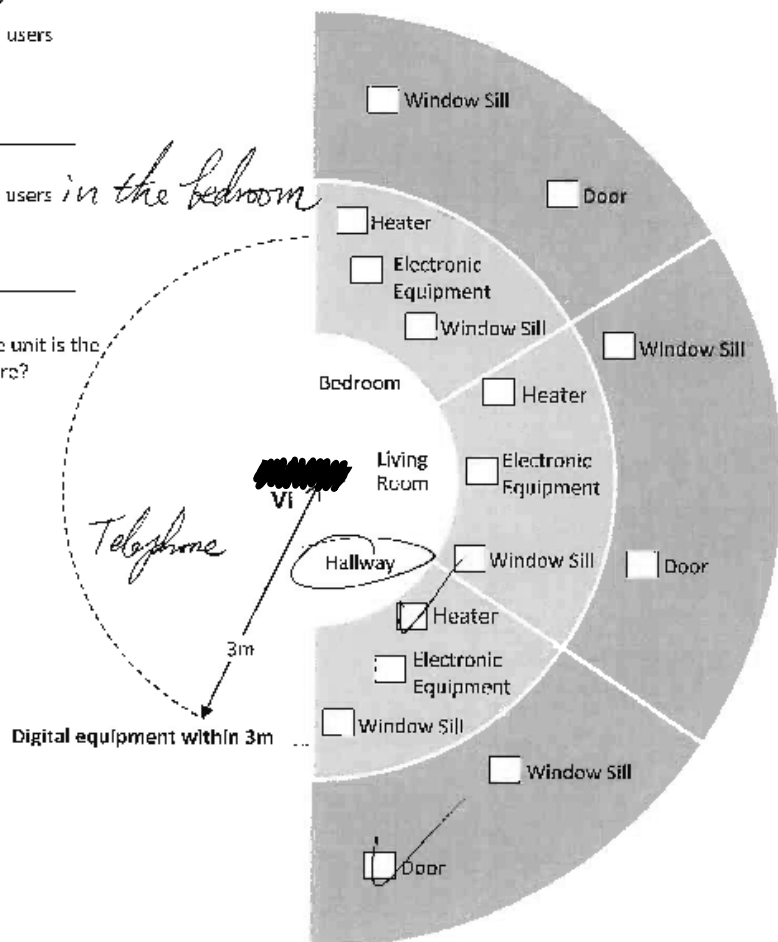 users
users in the bedroom
e unit is the
re?
Window Sill
Door
Heater
Electronic
Equipment
Window Sill
Bedroom
Window Sill
Heater
Living
Room
Electronic
Equipment
Vi
Telephone
Hallway
Window Sill
Door
Heater
3m
Electronic
Equipment
Window Sill
Digital equipment within 3m
Window Sill
Door